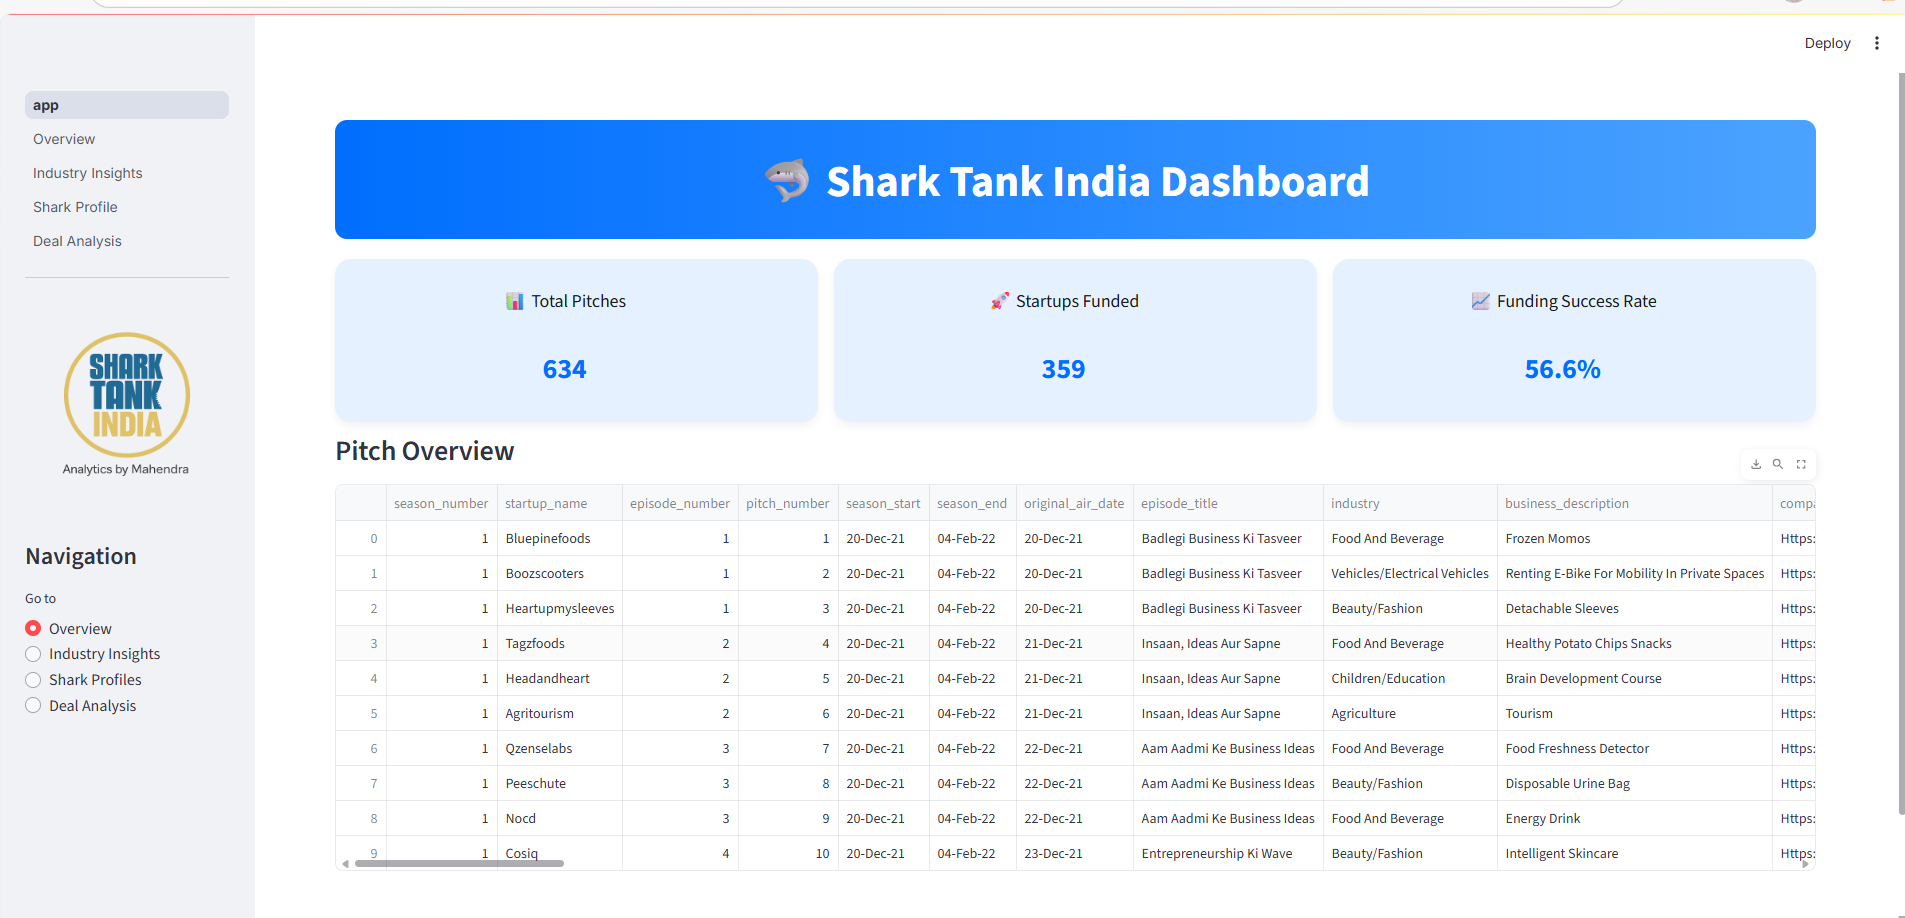 Deploy
app
Overview
Industry Insights
Shark Profile
Deal Analysis
SHARK
TANK
INDIA
Analytics by Mahendra
Navigation
Go to
Overview
Industry Insights
Shark Profiles
Deal Analysis
Shark Tank India Dashboard
Total Pitches
634
Startups Funded
359
Funding Success Rate
56.6%
Pitch Overview
season_number startup_name episode_number pitch_number season_start season_end original_air_date episode_title industry business_description compa
0 1 Bluepinefoods 1 1 20-Dec-21 04-Feb-22 20-Dec-21 Badlegi Business Ki Tasveer Food And Beverage Frozen Momos Https:
1 1 Boozscooters 1 2 20-Dec-21 04-Feb-22 20-Dec-21 Badlegi Business Ki Tasveer Vehicles/Electrical Vehicles Renting E-Bike For Mobility In Private Spaces Https:
2 1 Heartupmysleeves 1 3 20-Dec-21 04-Feb-22 20-Dec-21 Badlegi Business Ki Tasveer Beauty/Fashion Detachable Sleeves Https:
3 1 Tagzfoods 2 4 20-Dec-21 04-Feb-22 21-Dec-21 Insaan, Ideas Aur Sapne Food And Beverage Healthy Potato Chips Snacks Https:
4 1 Headandheart 2 5 20-Dec-21 04-Feb-22 21-Dec-21 Insaan, Ideas Aur Sapne Children/Education Brain Development Course Https:
5 1 Agritourism 2 6 20-Dec-21 04-Feb-22 21-Dec-21 Insaan, Ideas Aur Sapne Agriculture Tourism Https:
6 1 Qzenselabs 3 7 20-Dec-21 04-Feb-22 22-Dec-21 Aam Aadmi Ke Business Ideas Food And Beverage Food Freshness Detector Https:
7 1 Peeschute 3 8 20-Dec-21 04-Feb-22 22-Dec-21 Aam Aadmi Ke Business Ideas Beauty/Fashion Disposable Urine Bag Https:
8 1 Nocd 3 9 20-Dec-21 04-Feb-22 22-Dec-21 Aam Aadmi Ke Business Ideas Food And Beverage Energy Drink Https:
9 1 Cosiq 4 10 20-Dec-21 04-Feb-22 23-Dec-21 Entrepreneurship Ki Wave Beauty/Fashion Intelligent Skincare Https: